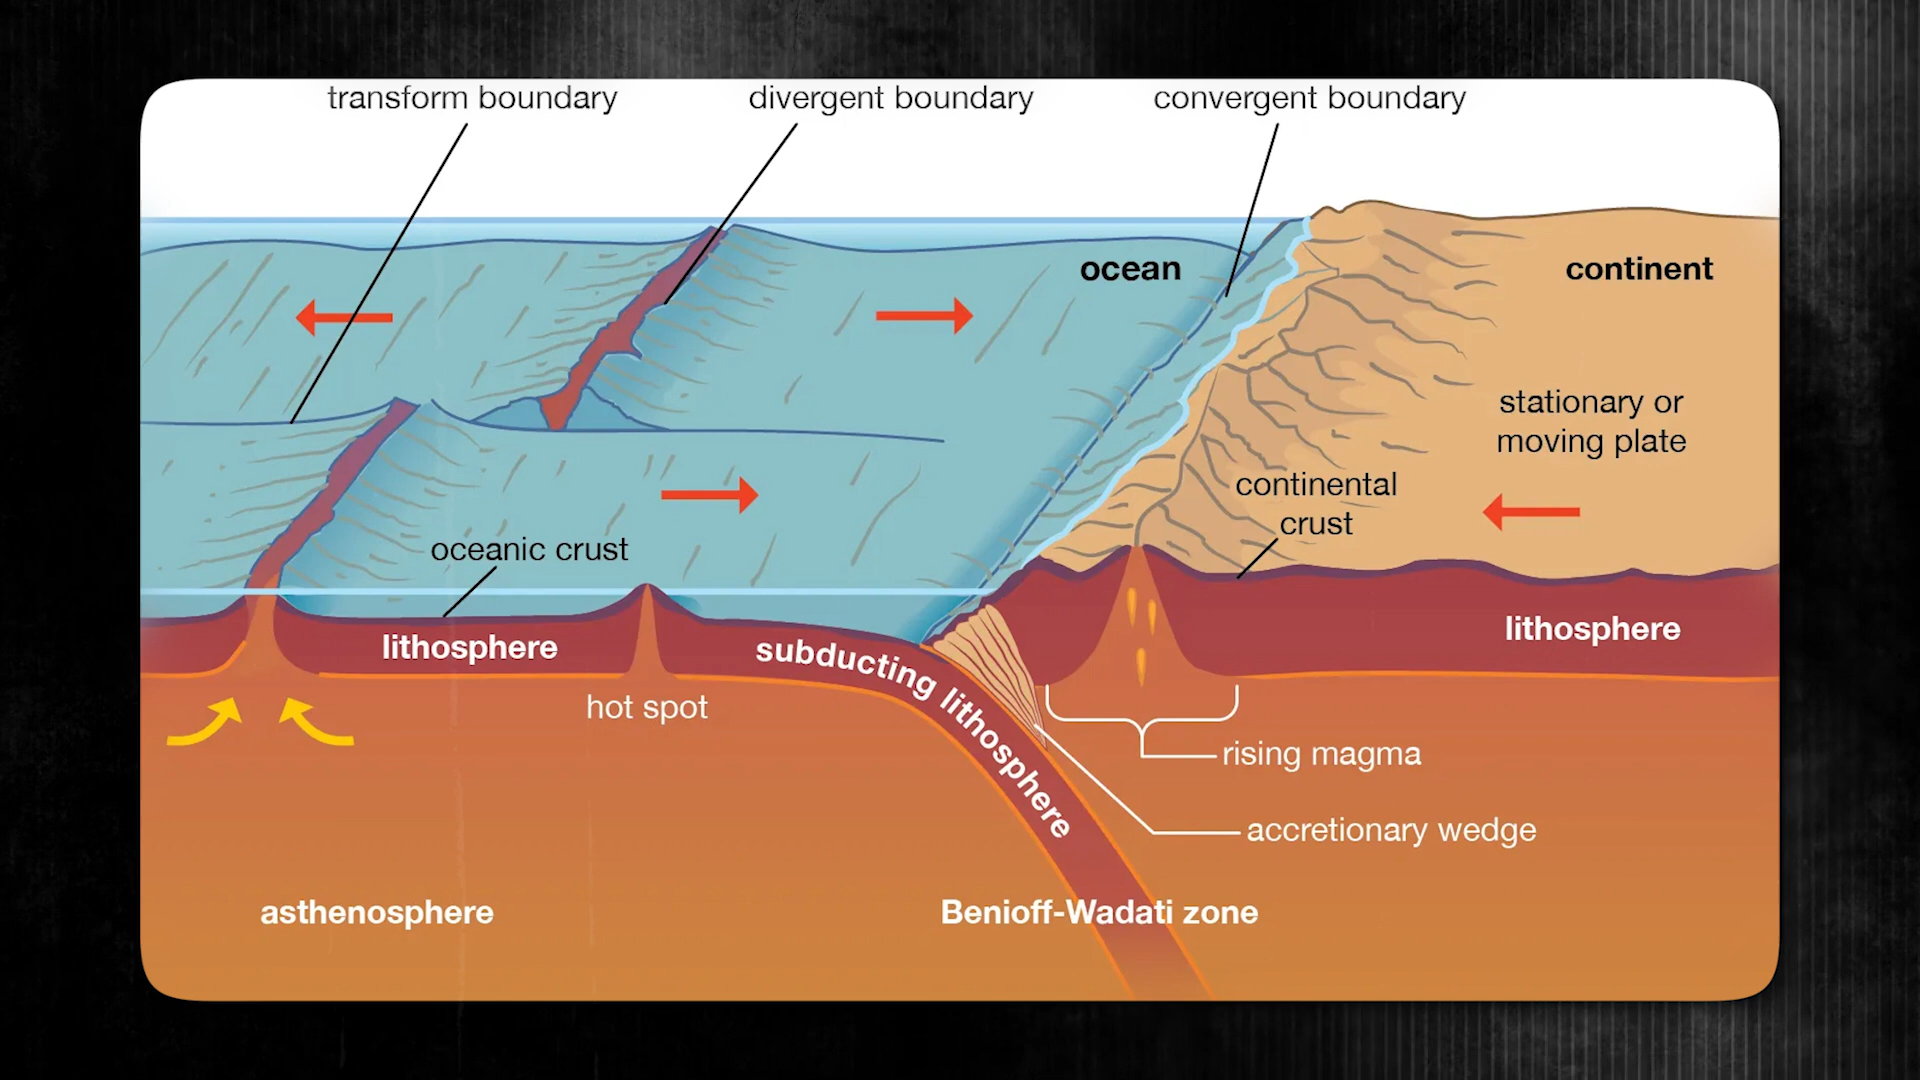 transform boundary
divergent boundary
convergent boundary
ocean
continent
stationary or
moving plate
continental
crust
oceanic crust
lithosphere
subducting lithosphere
lithosphere
hot spot
rising magma
accretionary wedge
asthenosphere
Benioff-Wadati zone